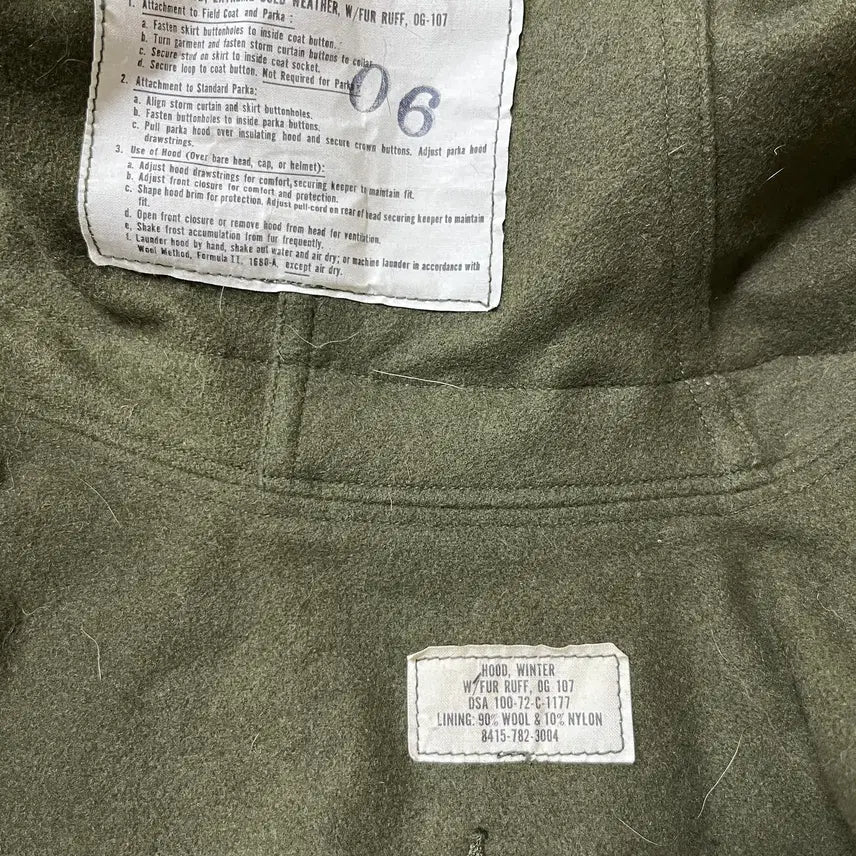 WEATHER, W/FUR RUFF, OG-107
1. Attachment to Field Coat and Parka :
a. Fasten skirt buttonholes to inside coat button.
b. Turn garment and fasten storm curtain buttons to collar
c. Secure stud on skirt to inside coat socket.
d. Secure loop to coat button. Not Required for
06
2. Attachment to Standard Parka:
a. Align storm curtain and skirt buttonholes.
b. Fasten buttonholes to inside parka buttons.
c. Pull parka hood over insulating hood and secure crown buttons. Adjust parka hood
drawstrings.
3. Use of Hood (Over bare head, cap, or helmet):
a. Adjust hood drawstrings for comfort, securing keeper to maintain fit.
b. Adjust front closure for comfort and protection.
c. Shape hood brim for protection. Adjust pull-cord on rear of head securing keeper to maintain
fit.
d. Open front closure or remove hood from head for ventilation.
e. Shake frost accumulation from fur frequently.
f. Launder hood by hand, shake out water and air dry; or machine launder in accordance with
Wool Method, Formula II, 1680-A, except air dry.
HOOD, WINTER
W/FUR RUFF, OG 107
DSA 100-72-C-1177
LINING: 90% WOOL & 10% NYLON
8415-782-3004